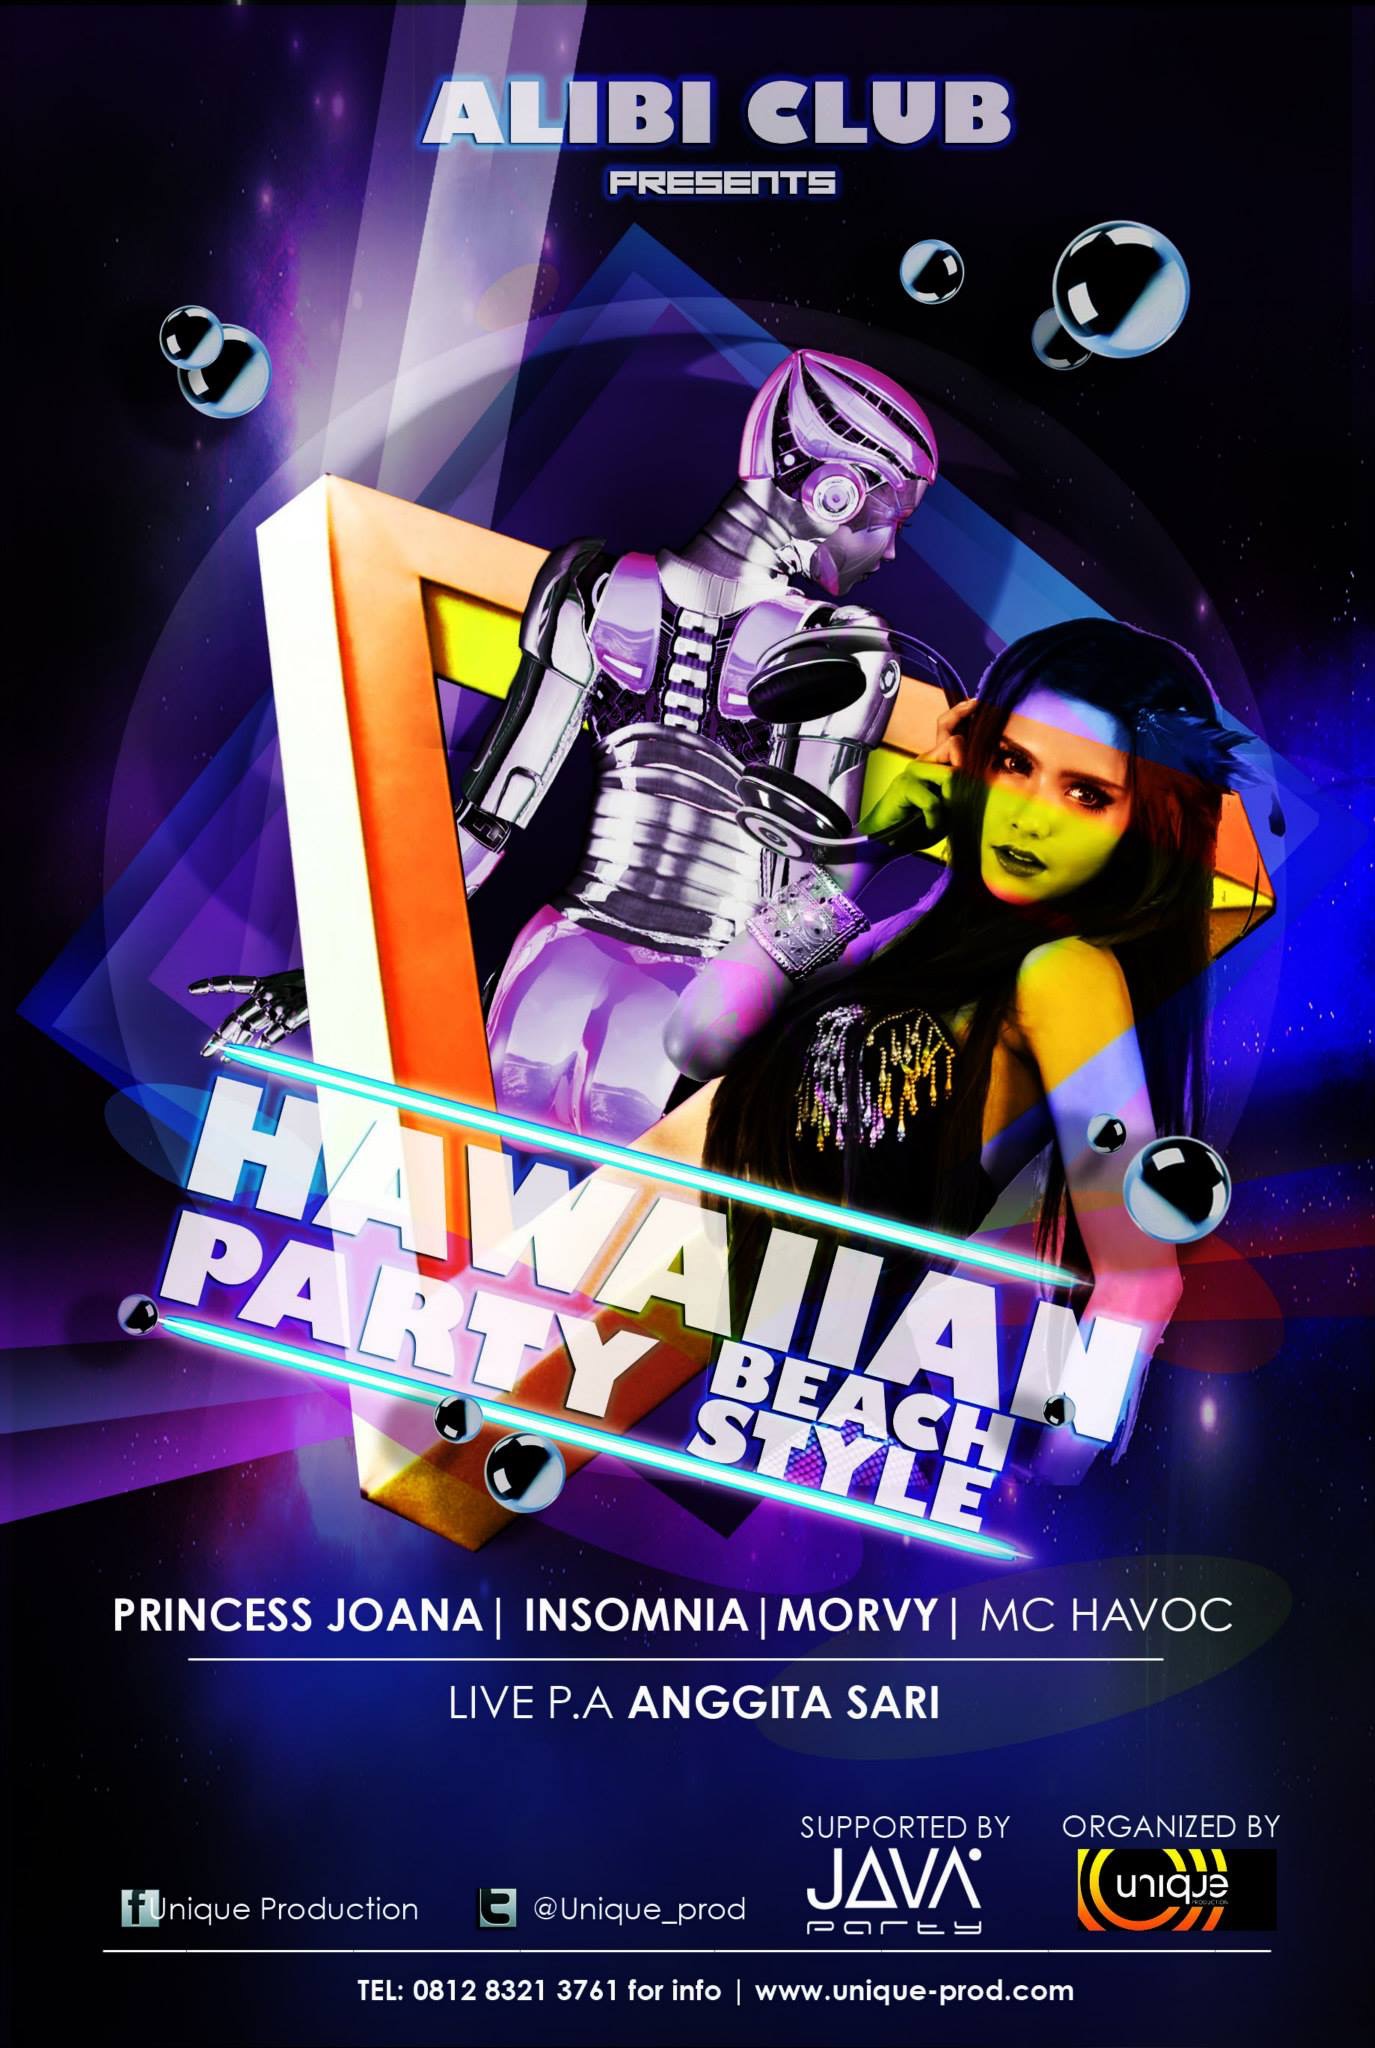 ALIBI CLUB
PRESENTS
HAWAIIAN
PARTY BEACH
STYLE
PRINCESS JOANA| INSOMNIA|MORVY| MC HAVOC
LIVE P.A ANGGITA SARI
SUPPORTED BY
JAVA
Party
ORGANIZED BY
unique
PRODUCTION
f Unique Production
t @Unique_prod
TEL: 0812 8321 3761 for info | www.unique-prod.com